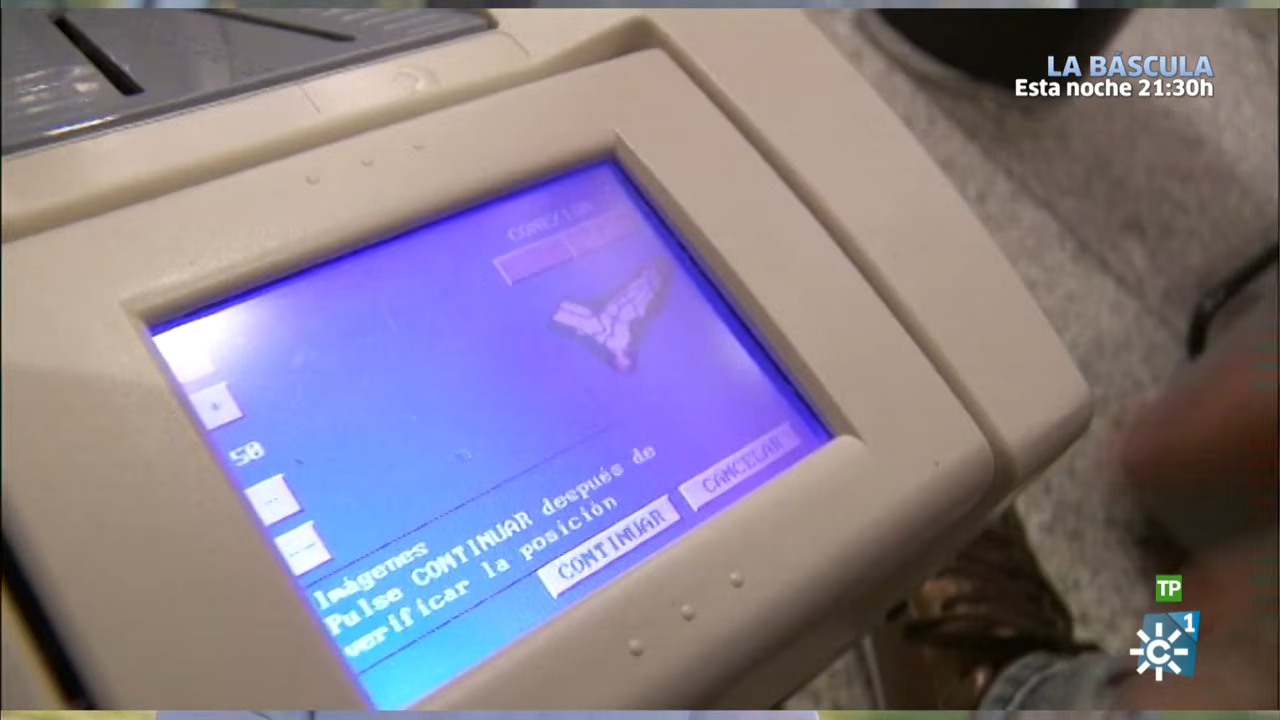 LA BÁSCULA
Esta noche 21:30h
+
50
Imágenes
Pulse CONTINUAR después de
verificar la posición
CONTINUAR
CANCELAR
TP
1
C